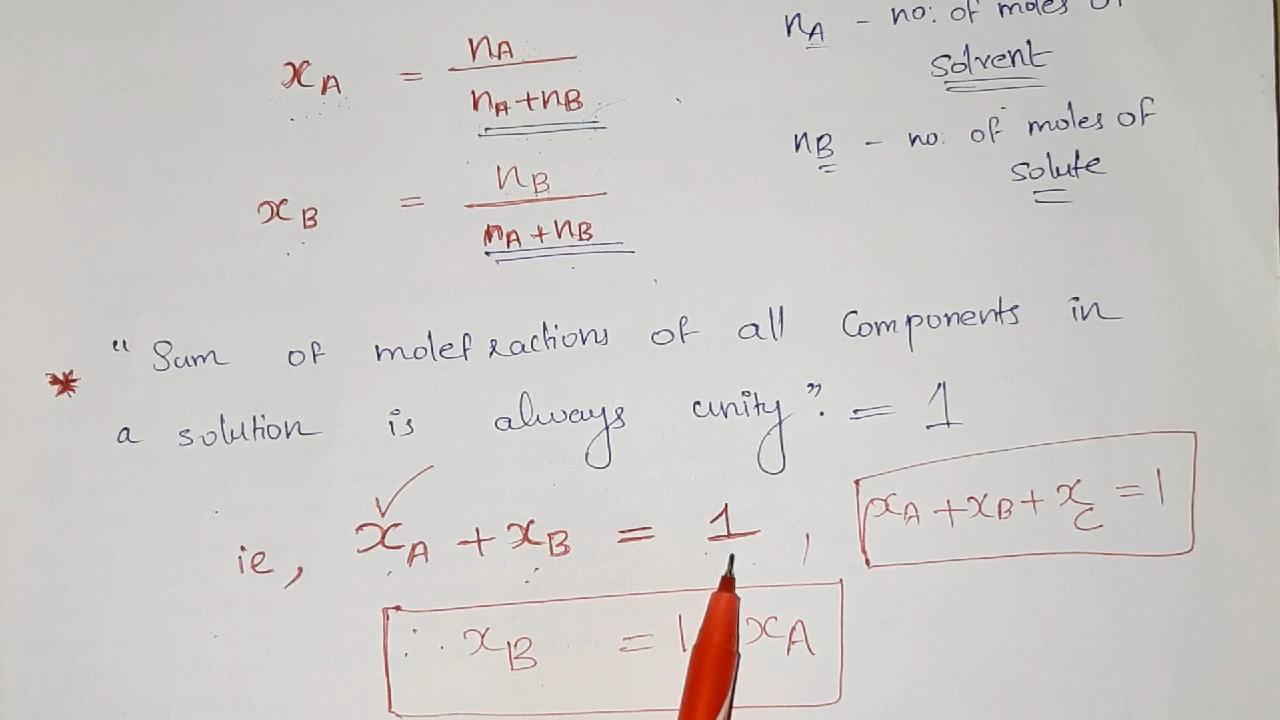 xA = nA / nA+nB
nA - no: of moles of
solvent
xB = nB / nA+nB
nB - no: of moles of
solute
* "Sum of molefractions of all Components in
a solution is always unity". = 1
ie, xA + xB = 1,
xA + xB + xC = 1
∴ xB = 1 xA